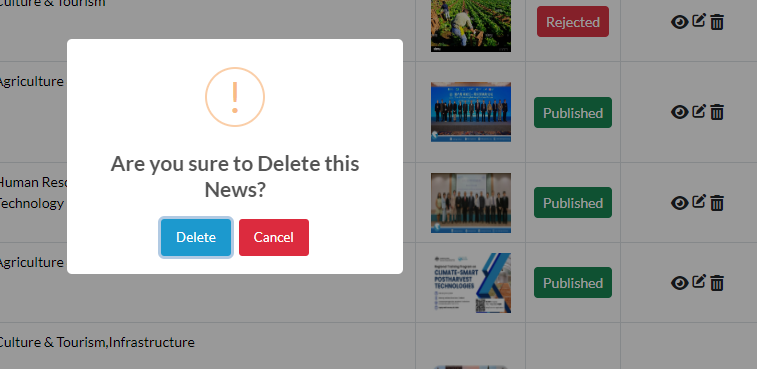 Culture & Tourism
Rejected
Agriculture
Published
Are you sure to Delete this
News?
Human Reso
Technology
Published
Delete
Cancel
Agriculture
CLIMATE-SMART
POSTHARVEST
TECHNOLOGIES
Published
Culture & Tourism,Infrastructure